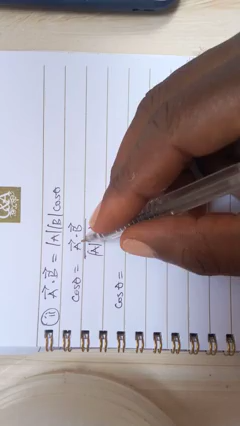 (ii) A⃗ · B⃗ = |A||B|cosθ
cosθ = A⃗ · B⃗
|A|
cosθ =